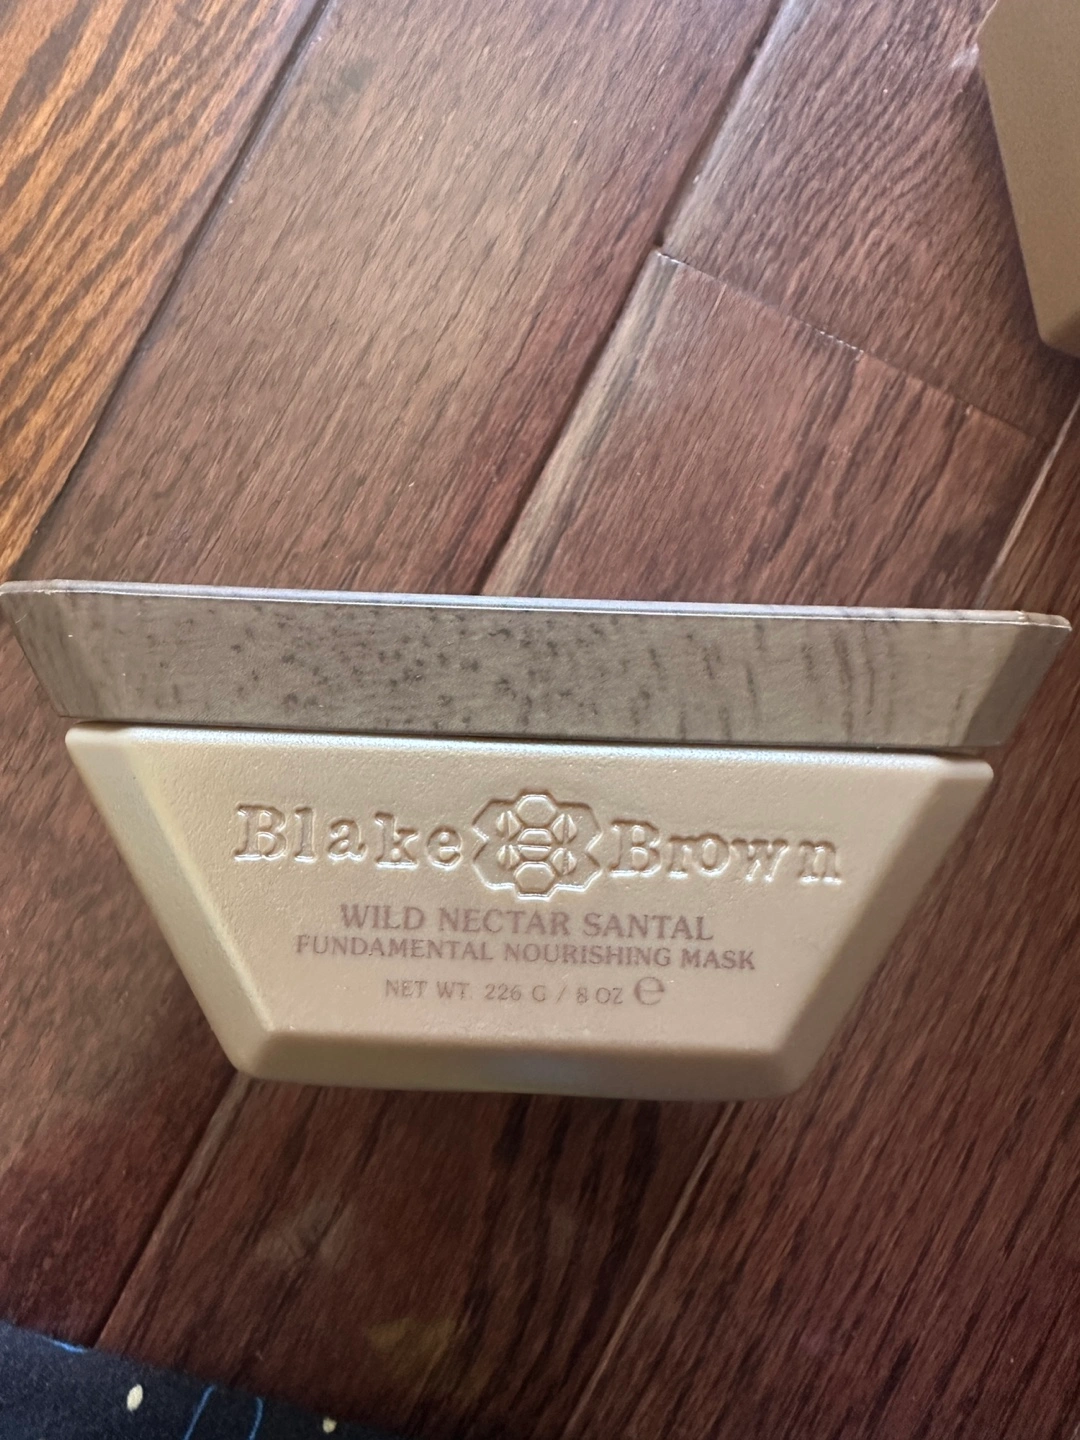 Blake Brown
WILD NECTAR SANTAL
FUNDAMENTAL NOURISHING MASK
NET WT. 226 G / 8 OZ ℮